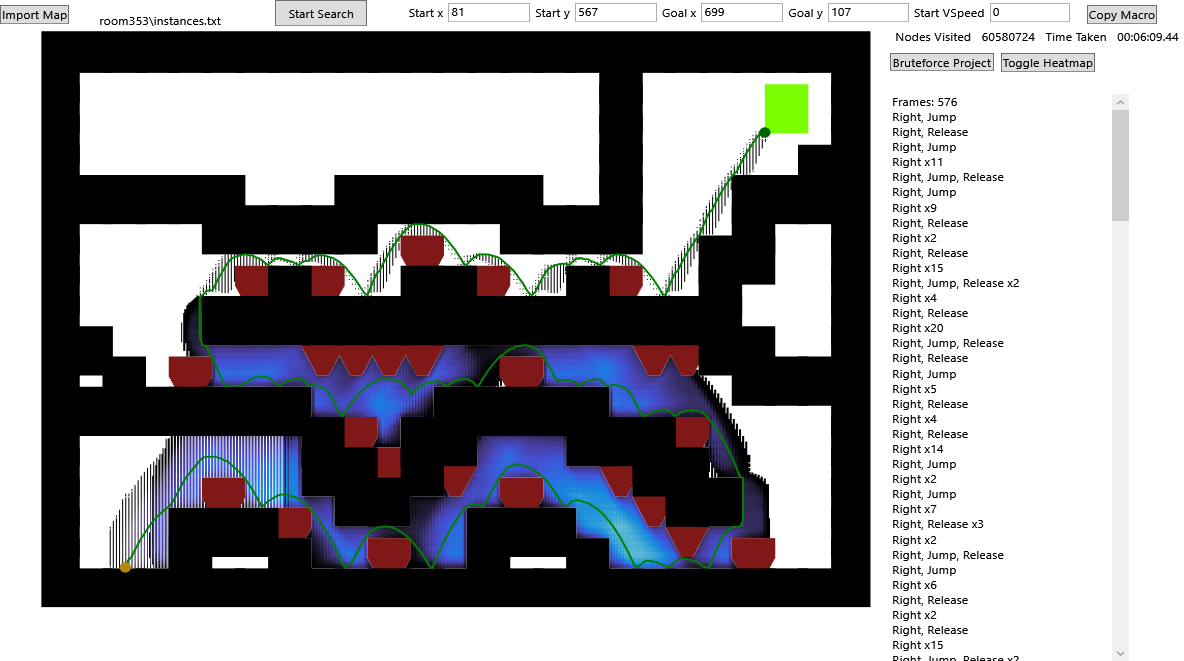 Import Map
room353\instances.txt
Start Search
Start x 81 Start y 567 Goal x 699 Goal y 107 Start VSpeed 0
Copy Macro
Nodes Visited 60580724 Time Taken 00:06:09.44
Bruteforce Project Toggle Heatmap
Frames: 576
Right, Jump
Right, Release
Right, Jump
Right x11
Right, Jump, Release
Right, Jump
Right x9
Right, Release
Right x2
Right, Release
Right x15
Right, Jump, Release x2
Right x4
Right, Release
Right x20
Right, Jump, Release
Right, Release
Right, Jump
Right x5
Right, Release
Right x4
Right, Release
Right x14
Right, Jump
Right x2
Right, Jump
Right x7
Right, Release x3
Right x2
Right, Jump, Release
Right, Jump
Right x6
Right, Release
Right x2
Right, Release
Right x15
Right, Jump, Release x2